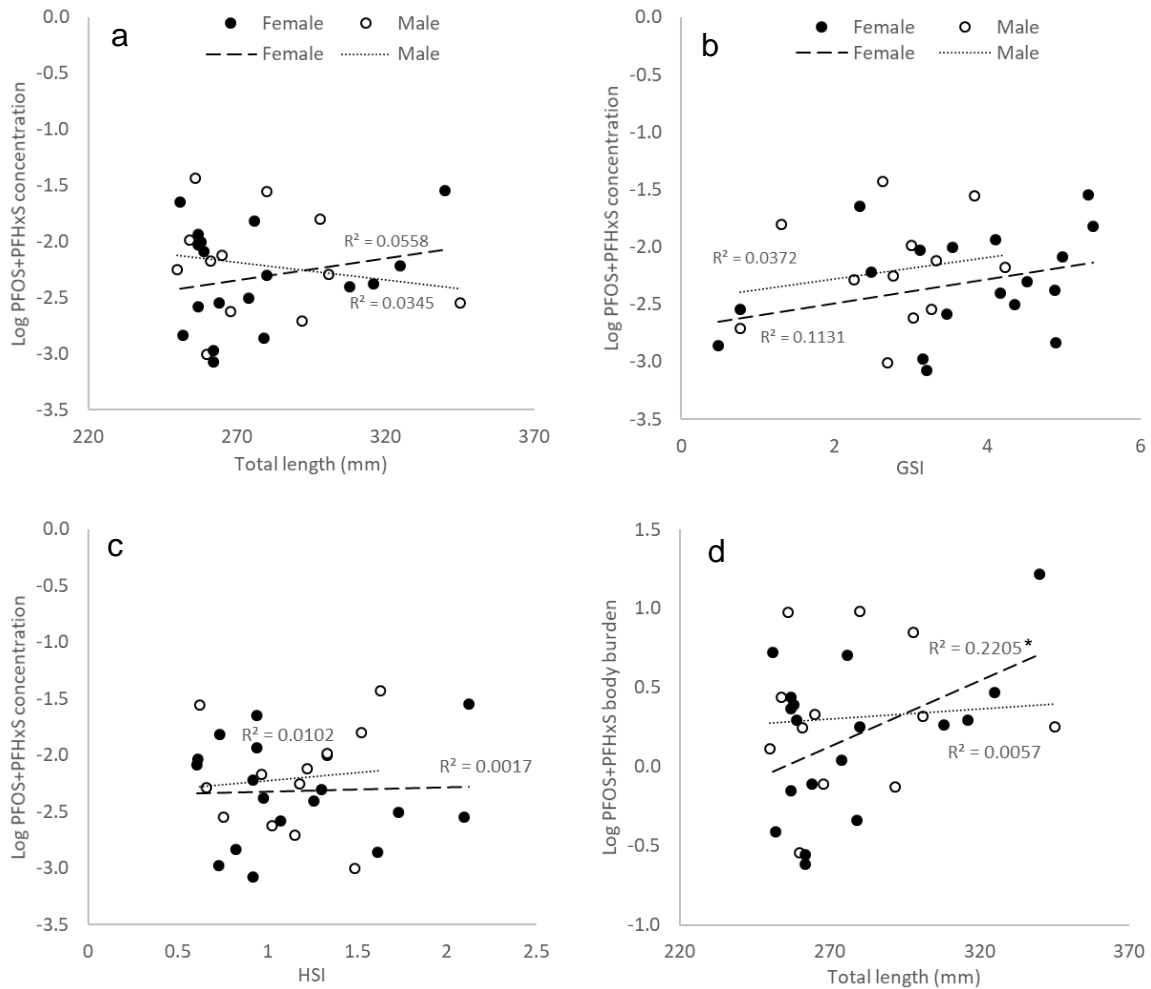 a
Female Male
Female Male
0.0
-0.5
-1.0
-1.5
-2.0
-2.5
-3.0
-3.5
Log PFOS+PFHxS concentration
R² = 0.0558
R² = 0.0345
220 270 320 370
Total length (mm)
b
Female Male
Female Male
0.0
-0.5
-1.0
-1.5
-2.0
-2.5
-3.0
-3.5
Log PFOS+PFHxS concentration
R² = 0.0372
R² = 0.1131
0 2 4 6
GSI
c
0.0
-0.5
-1.0
-1.5
-2.0
-2.5
-3.0
-3.5
Log PFOS+PFHxS concentration
R² = 0.0102
R² = 0.0017
0 0.5 1 1.5 2 2.5
HSI
d
1.5
1.0
0.5
0.0
-0.5
-1.0
Log PFOS+PFHxS body burden
R² = 0.2205*
R² = 0.0057
220 270 320 370
Total length (mm)